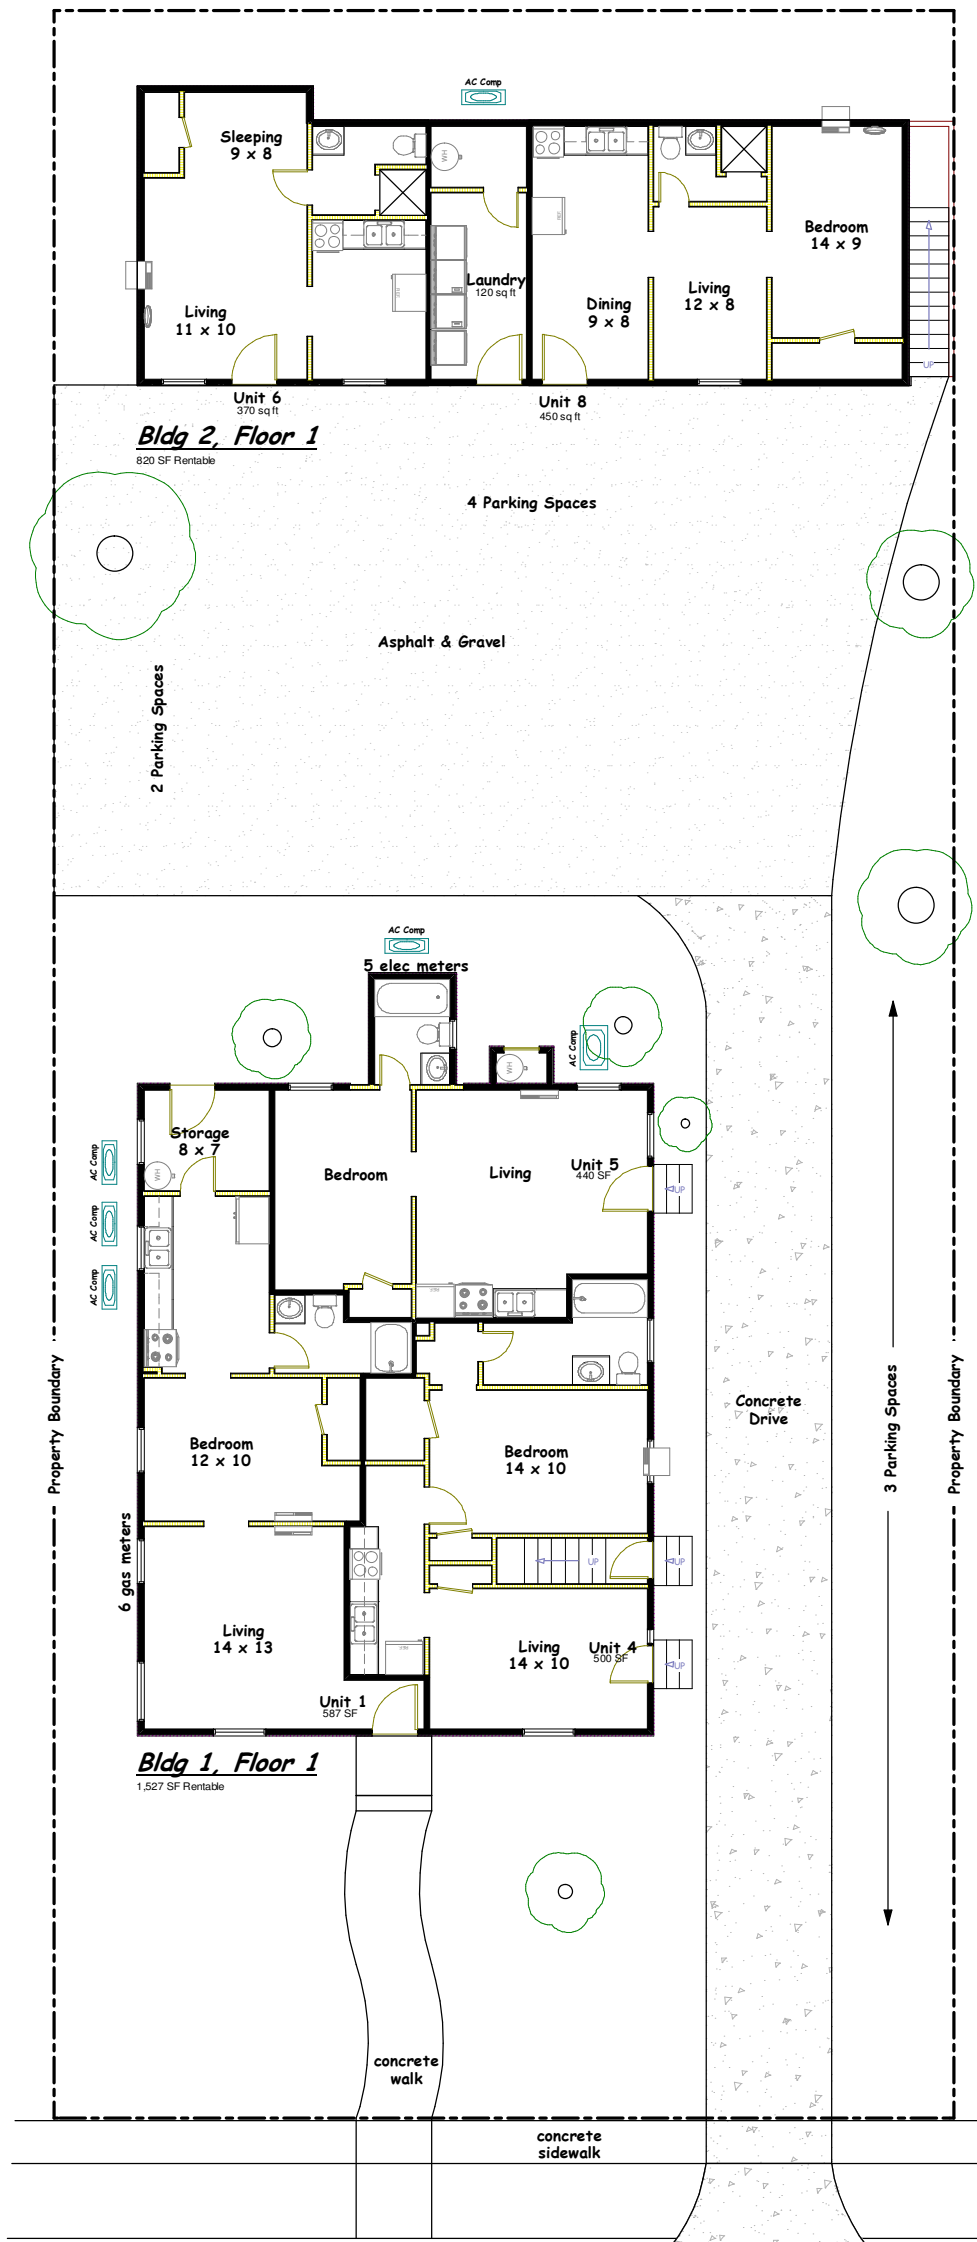 AC Comp
Sleeping
9 x 8
WH
Bedroom
14 x 9
Laundry
120 sq ft
Living
12 x 8
Dining
9 x 8
Living
11 x 10
UP
Unit 6
370 sq ft
Unit 8
450 sq ft
Bldg 2, Floor 1
820 SF Rentable
4 Parking Spaces
Asphalt & Gravel
2 Parking Spaces
AC Comp
5 elec meters
AC Comp
WH
Storage
8 x 7
WH
AC Comp
AC Comp
AC Comp
Bedroom
Living
Unit 5
440 SF
UP
Property Boundary
Concrete
Drive
3 Parking Spaces
Property Boundary
Bedroom
12 x 10
Bedroom
14 x 10
6 gas meters
UP
UP
Living
14 x 13
Living
14 x 10
Unit 4
500 SF
UP
Unit 1
587 SF
Bldg 1, Floor 1
1,527 SF Rentable
concrete
walk
concrete
sidewalk